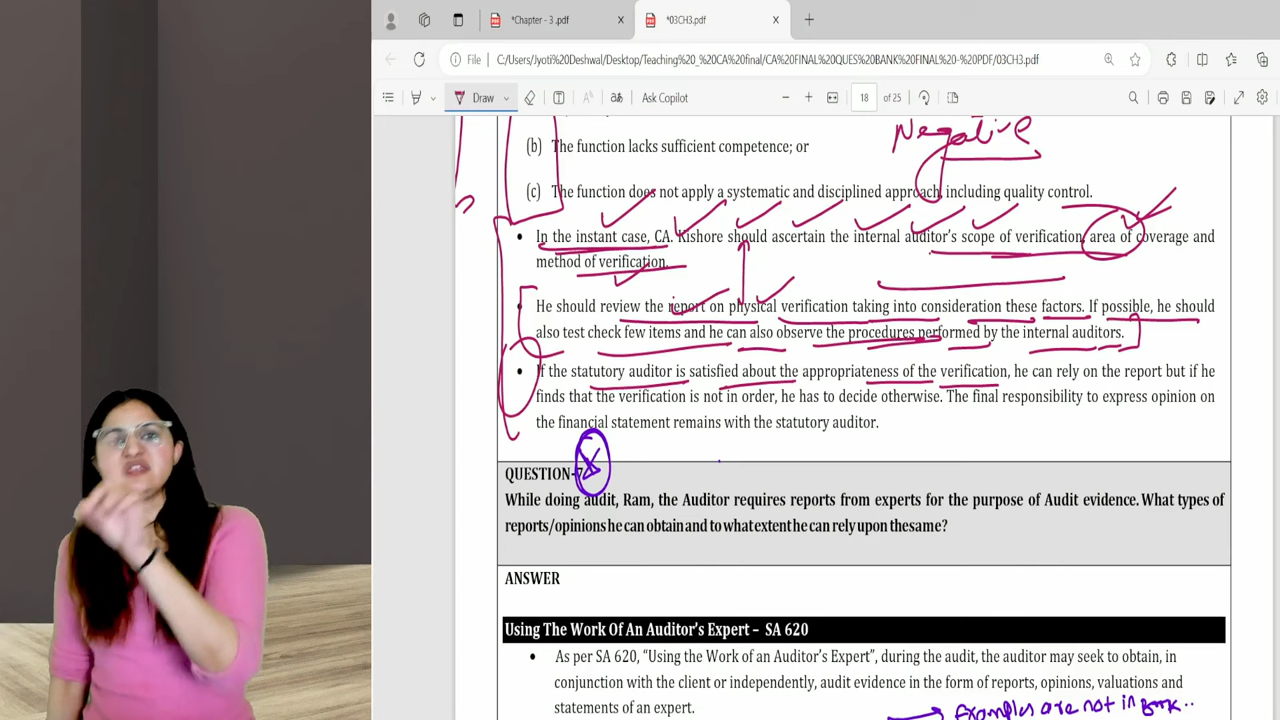 *Chapter - 3 .pdf
*03CH3.pdf
File
C:/Users/Jyoti%20Deshwal/Desktop/Teaching%20_%20CA%20final/CA%20FINAL%20QUES%20BANK%20FINAL%20-%20PDF/03CH3.pdf
Draw
Ask Copilot
18 of 25
Negative
(b) The function lacks sufficient competence; or
(c) The function does not apply a systematic and disciplined approach, including quality control.
• In the instant case, CA. Kishore should ascertain the internal auditor's scope of verification, area of coverage and
method of verification.
• He should review the report on physical verification taking into consideration these factors. If possible, he should
also test check few items and he can also observe the procedures performed by the internal auditors.
• If the statutory auditor is satisfied about the appropriateness of the verification, he can rely on the report but if he
finds that the verification is not in order, he has to decide otherwise. The final responsibility to express opinion on
the financial statement remains with the statutory auditor.
QUESTION-7
While doing audit, Ram, the Auditor requires reports from experts for the purpose of Audit evidence. What types of
reports/opinions he can obtain and to what extent he can rely upon thesame?
ANSWER
Using The Work Of An Auditor's Expert – SA 620
• As per SA 620, “Using the Work of an Auditor's Expert”, during the audit, the auditor may seek to obtain, in
conjunction with the client or independently, audit evidence in the form of reports, opinions, valuations and
statements of an expert.
Examples are not in book..